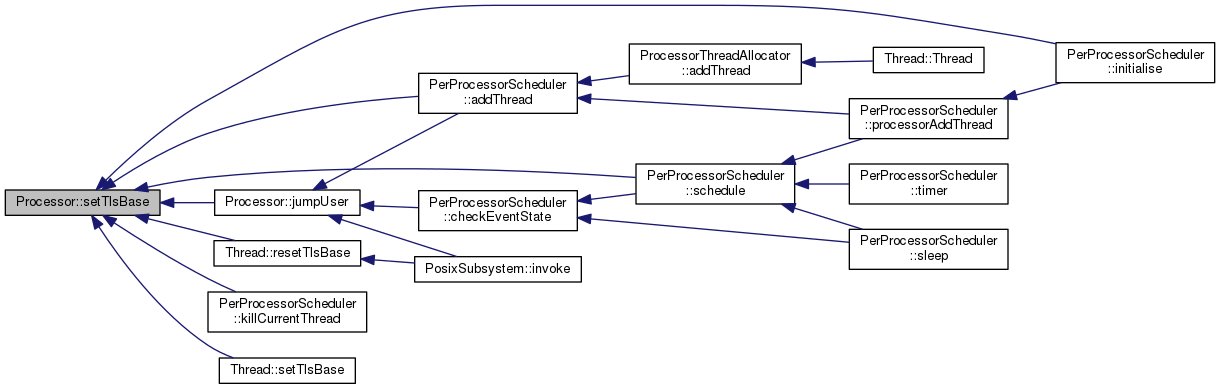 Processor::setTlsBase
PerProcessorScheduler
::addThread
ProcessorThreadAllocator
::addThread
Thread::Thread
PerProcessorScheduler
::initialise
PerProcessorScheduler
::processorAddThread
PerProcessorScheduler
::schedule
PerProcessorScheduler
::timer
Processor::jumpUser
PerProcessorScheduler
::checkEventState
PerProcessorScheduler
::sleep
Thread::resetTlsBase
PosixSubsystem::invoke
PerProcessorScheduler
::killCurrentThread
Thread::setTlsBase